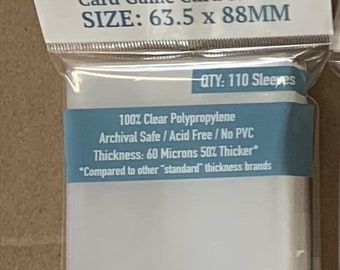 Card Game Card
SIZE: 63.5 x 88MM
QTY: 110 Sleeves
100% Clear Polypropylene
Archival Safe / Acid Free / No PVC
Thickness: 60 Microns 50% Thicker*
*Compared to other "standard" thickness brands